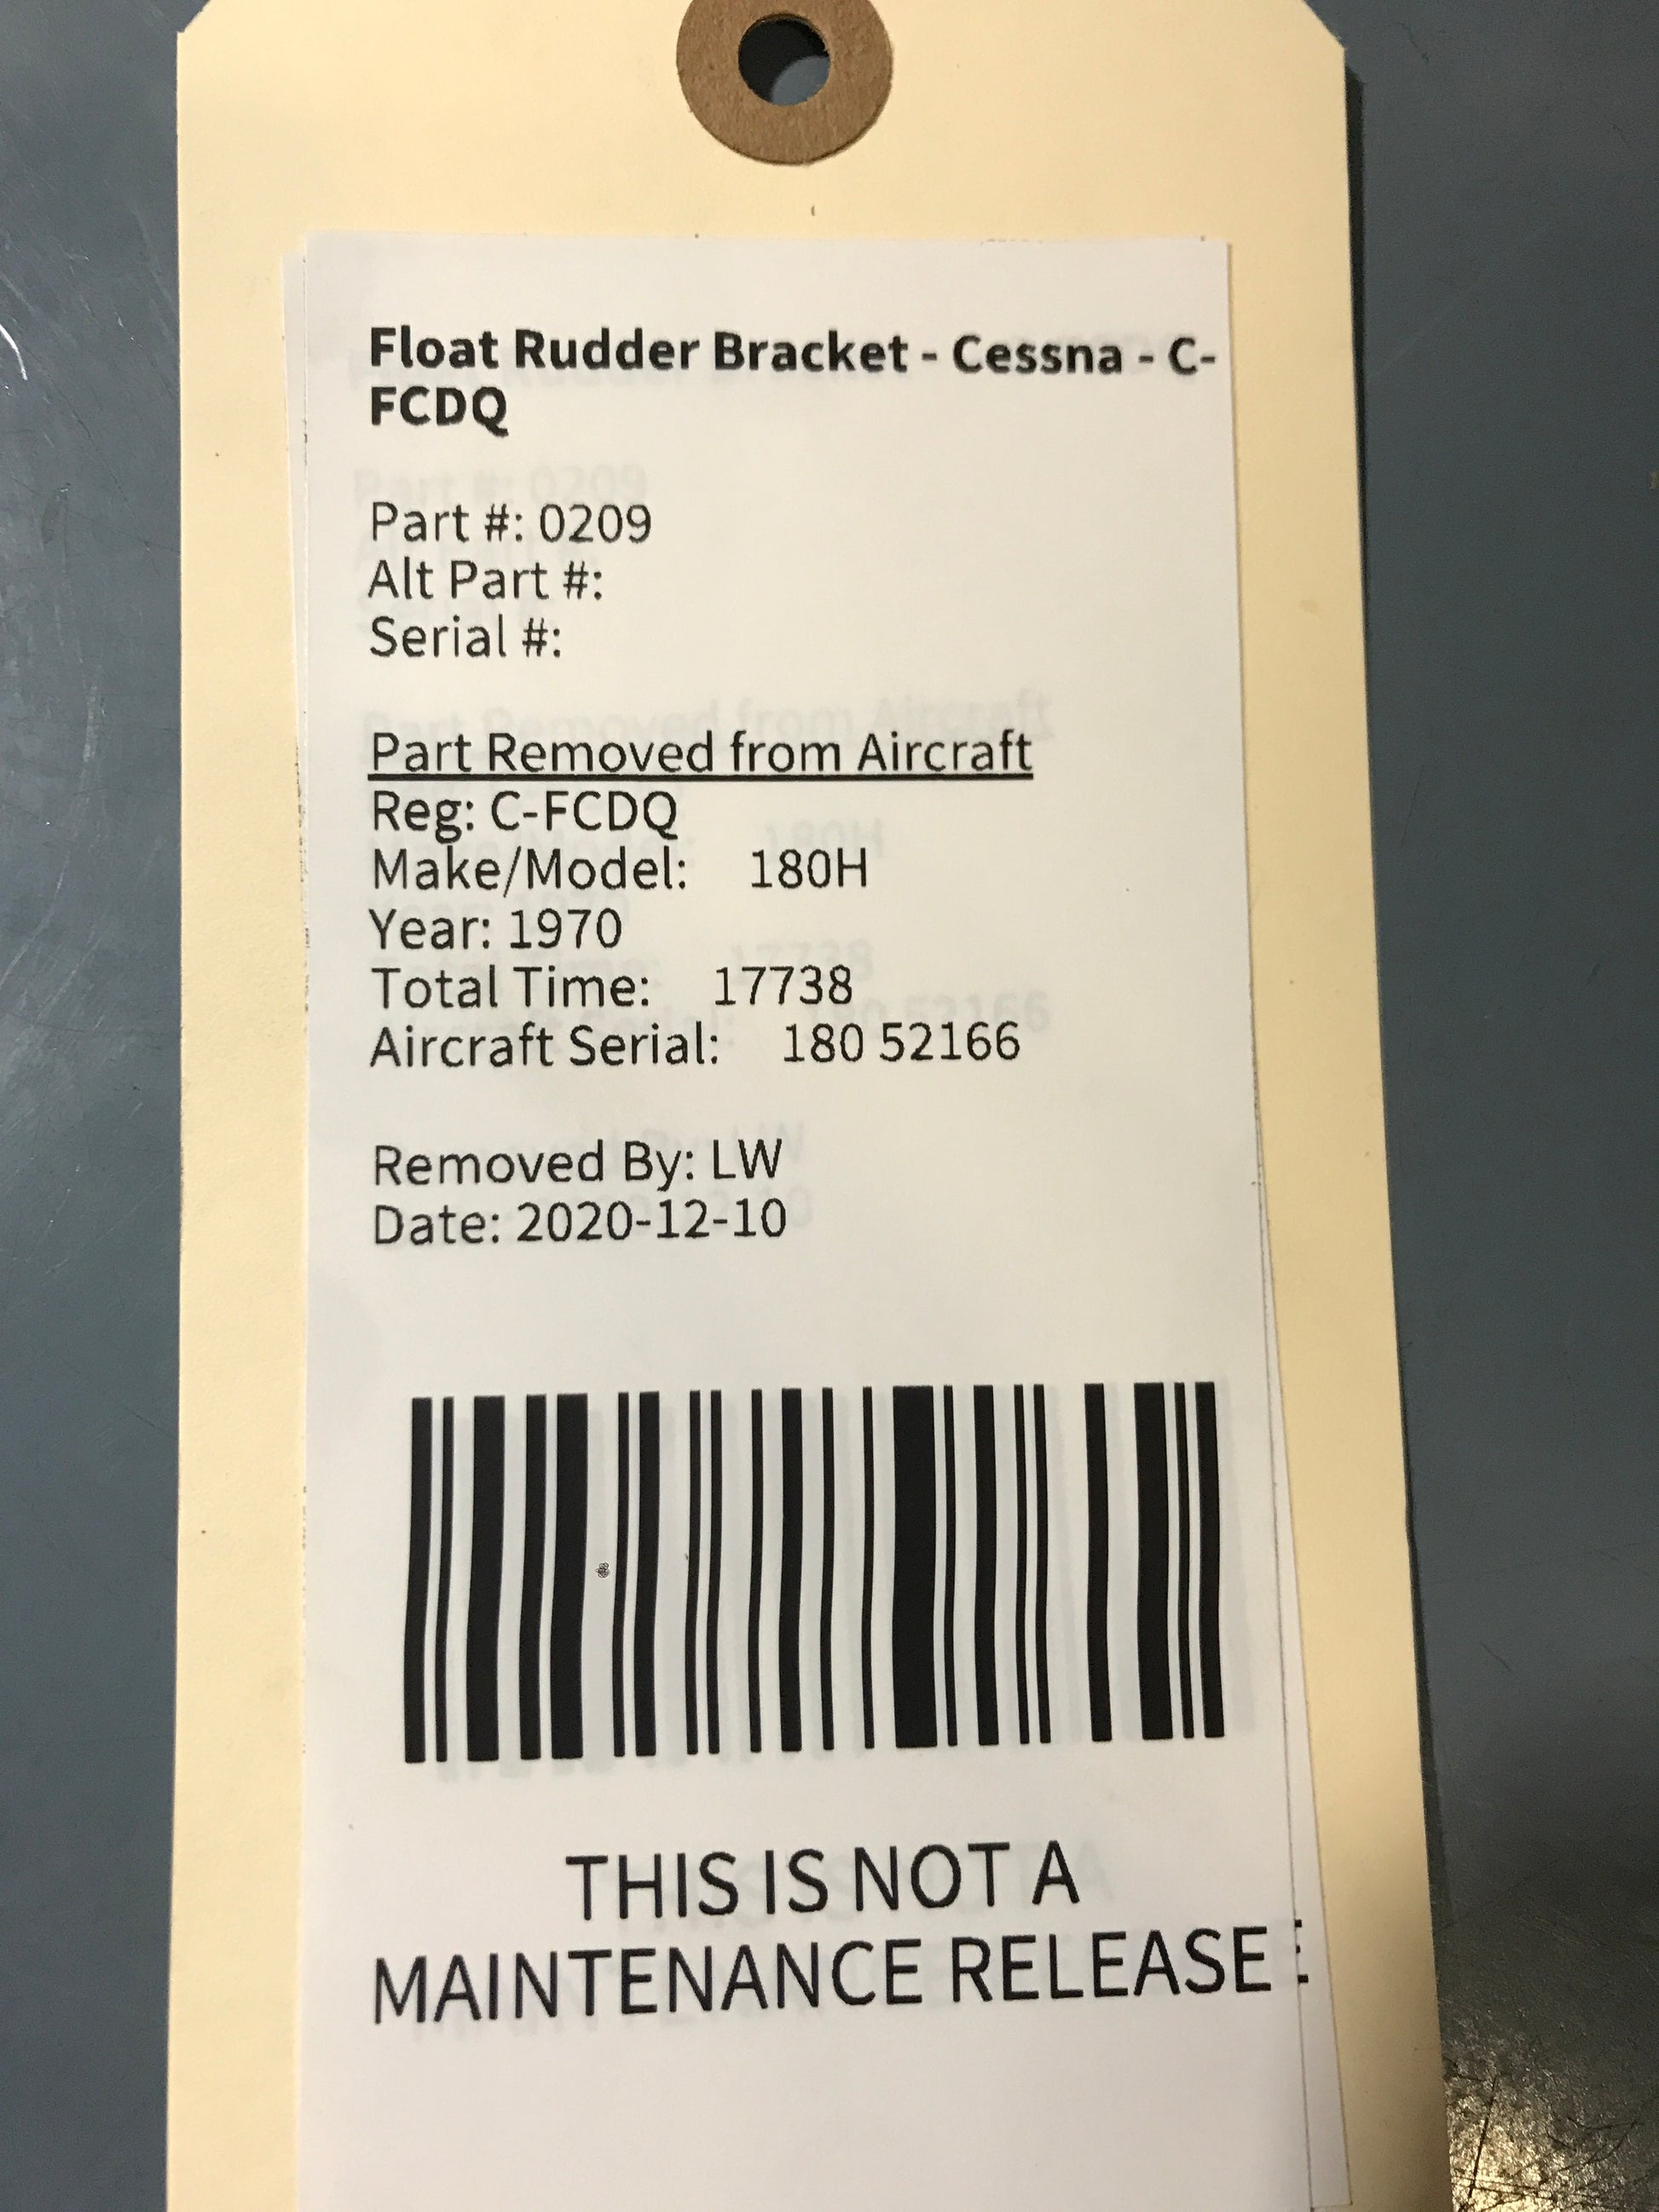 Float Rudder Bracket - Cessna - C-
FCDQ
Part #: 0209
Alt Part #:
Serial #:
Part Removed from Aircraft
Reg: C-FCDQ
Make/Model: 180H
Year: 1970
Total Time: 17738
Aircraft Serial: 180 52166
Removed By: LW
Date: 2020-12-10
THIS IS NOT A
MAINTENANCE RELEASE